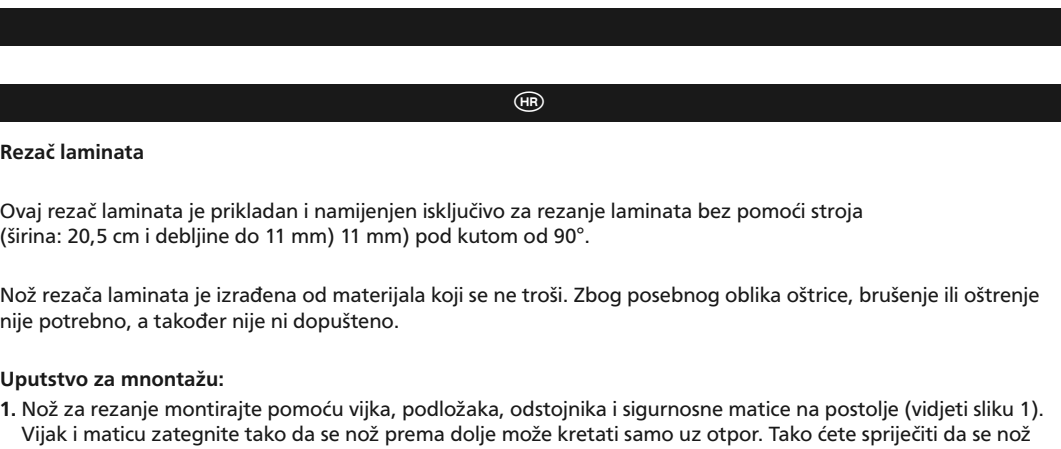 HR
Rezač laminata
Ovaj rezač laminata je prikladan i namijenjen isključivo za rezanje laminata bez pomoći stroja
(širina: 20,5 cm i debljine do 11 mm) 11 mm) pod kutom od 90°.
Nož rezača laminata je izrađena od materijala koji se ne troši. Zbog posebnog oblika oštrice, brušenje ili oštrenje
nije potrebno, a također nije ni dopušteno.
Uputstvo za mnontažu:
1. Nož za rezanje montirajte pomoću vijka, podložaka, odstojnika i sigurnosne matice na postolje (vidjeti sliku 1).
Vijak i maticu zategnite tako da se nož prema dolje može kretati samo uz otpor. Tako ćete spriječiti da se nož